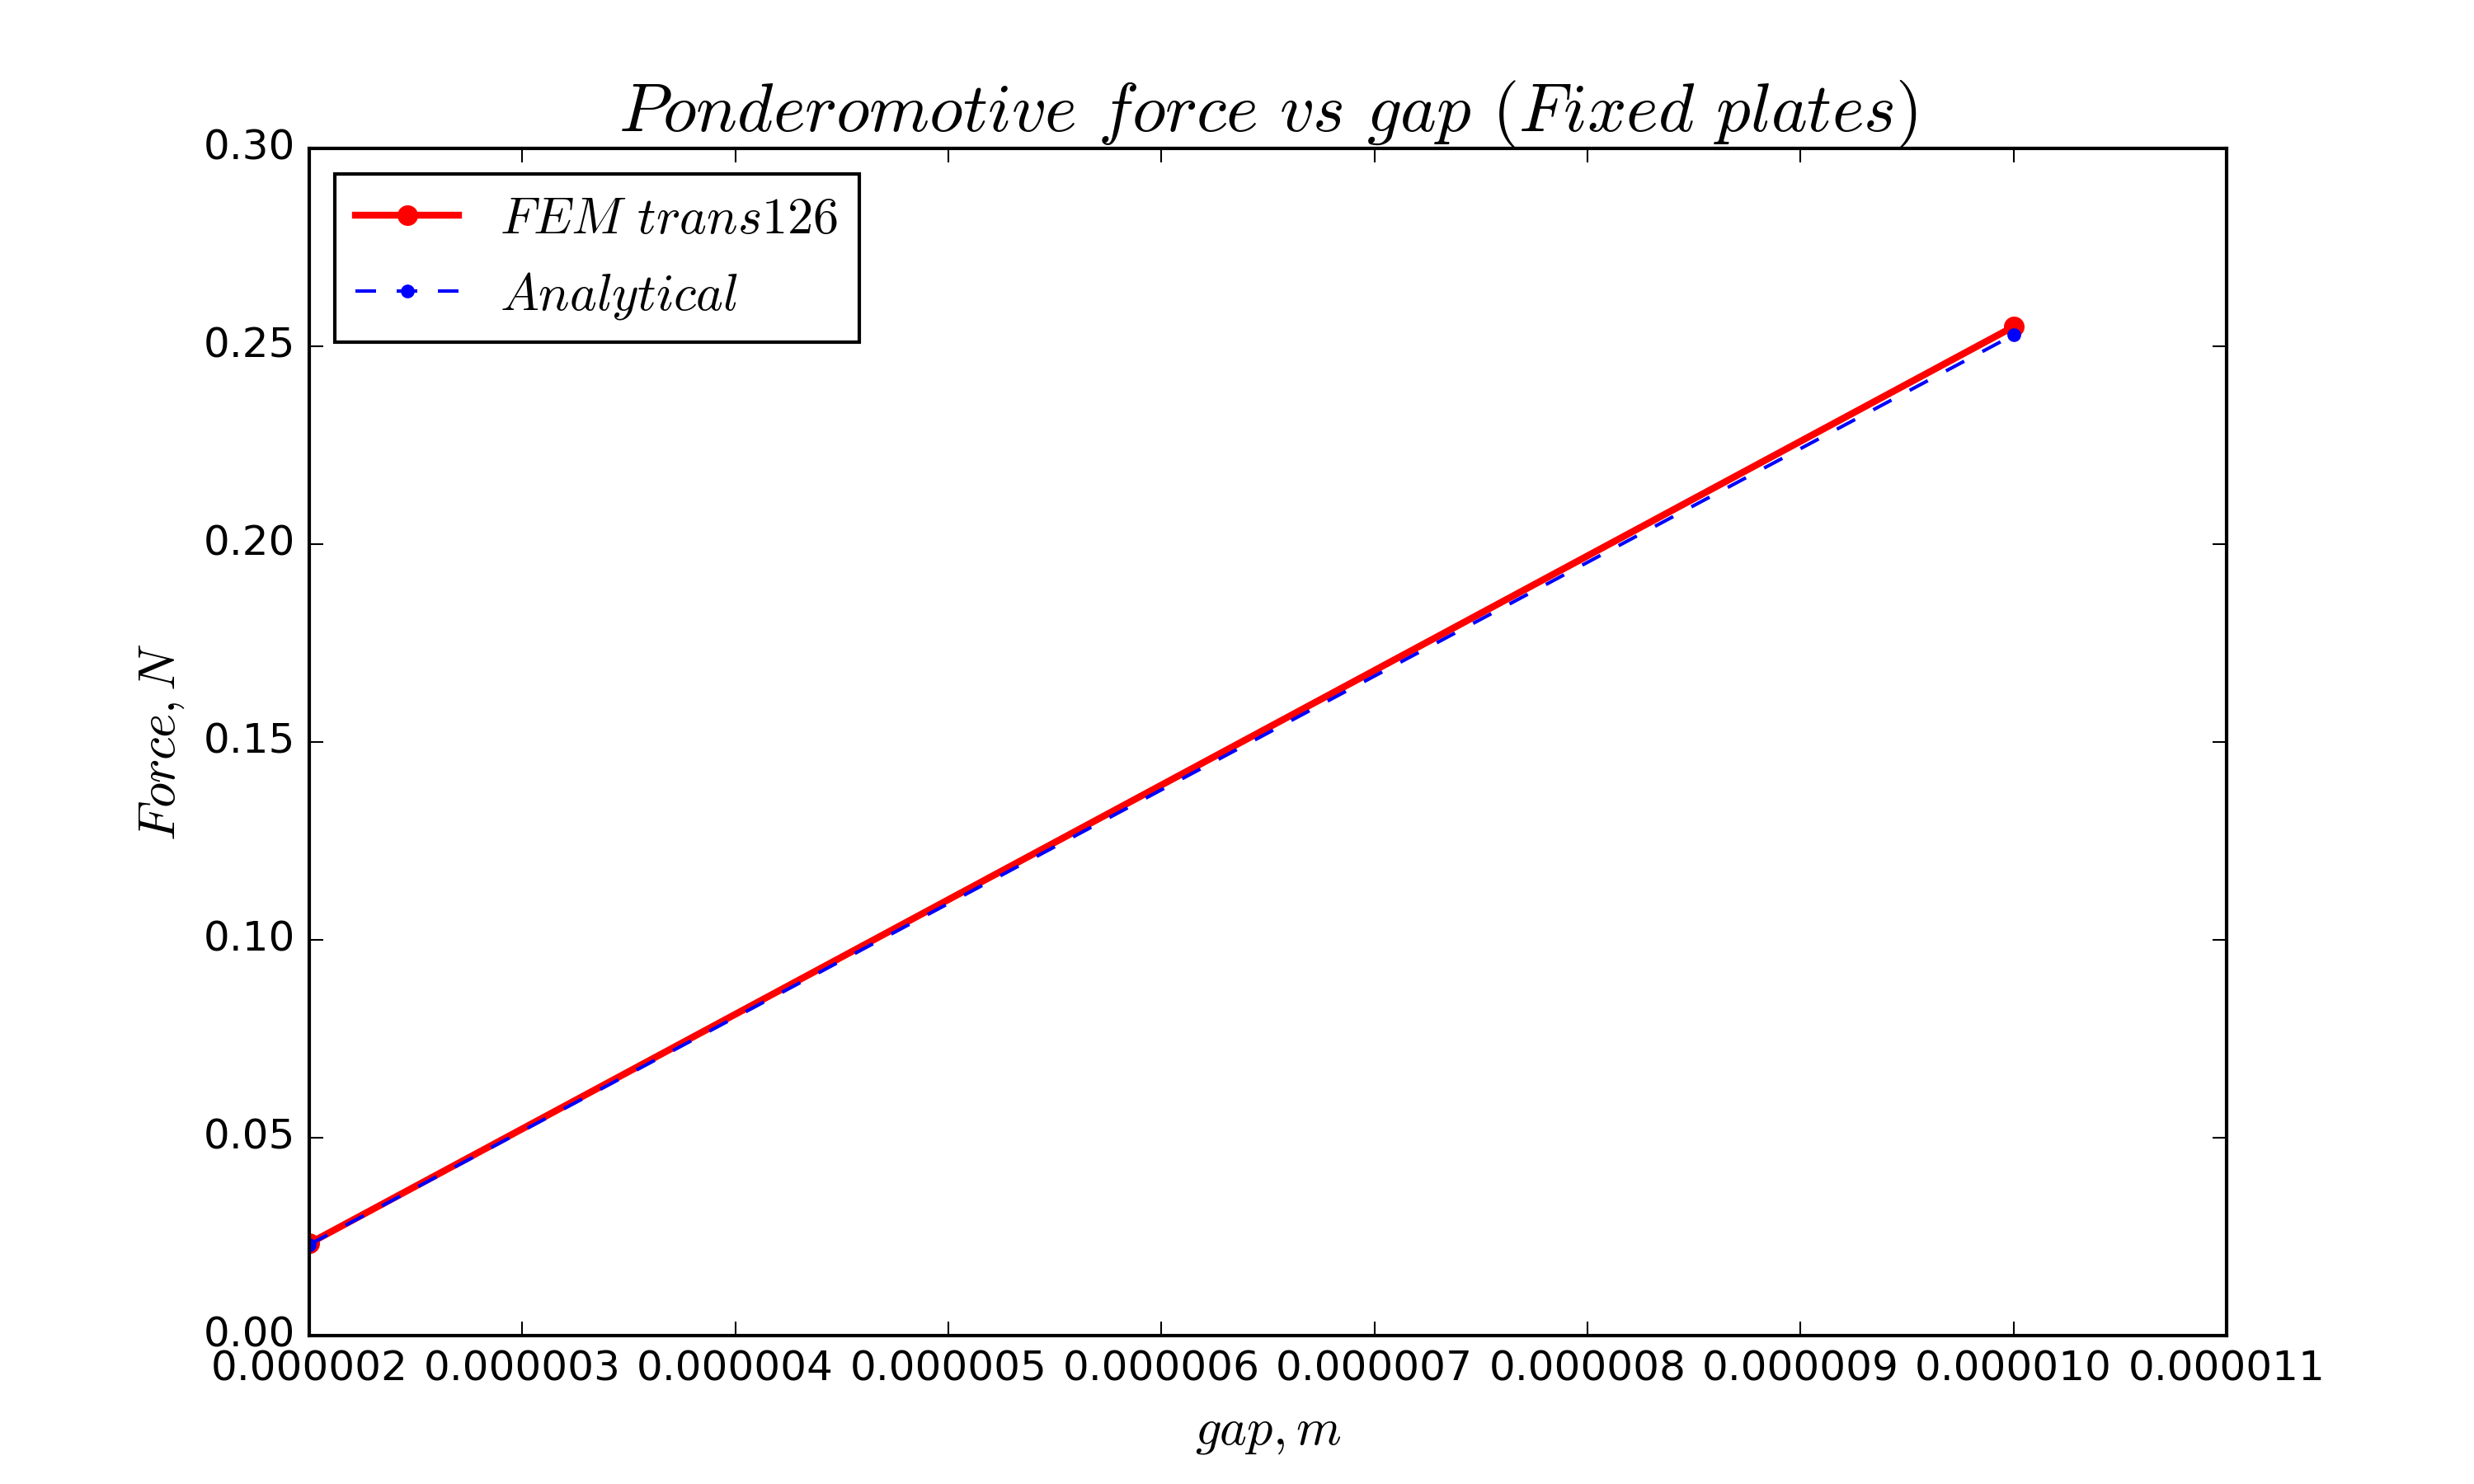 Ponderomotive force vs gap (Fixed plates)
FEM trans126
Analytical
0.30
0.25
0.20
0.15
0.10
0.05
0.00
Force, N
0.000002 0.000003 0.000004 0.000005 0.000006 0.000007 0.000008 0.000009 0.000010 0.000011
gap, m